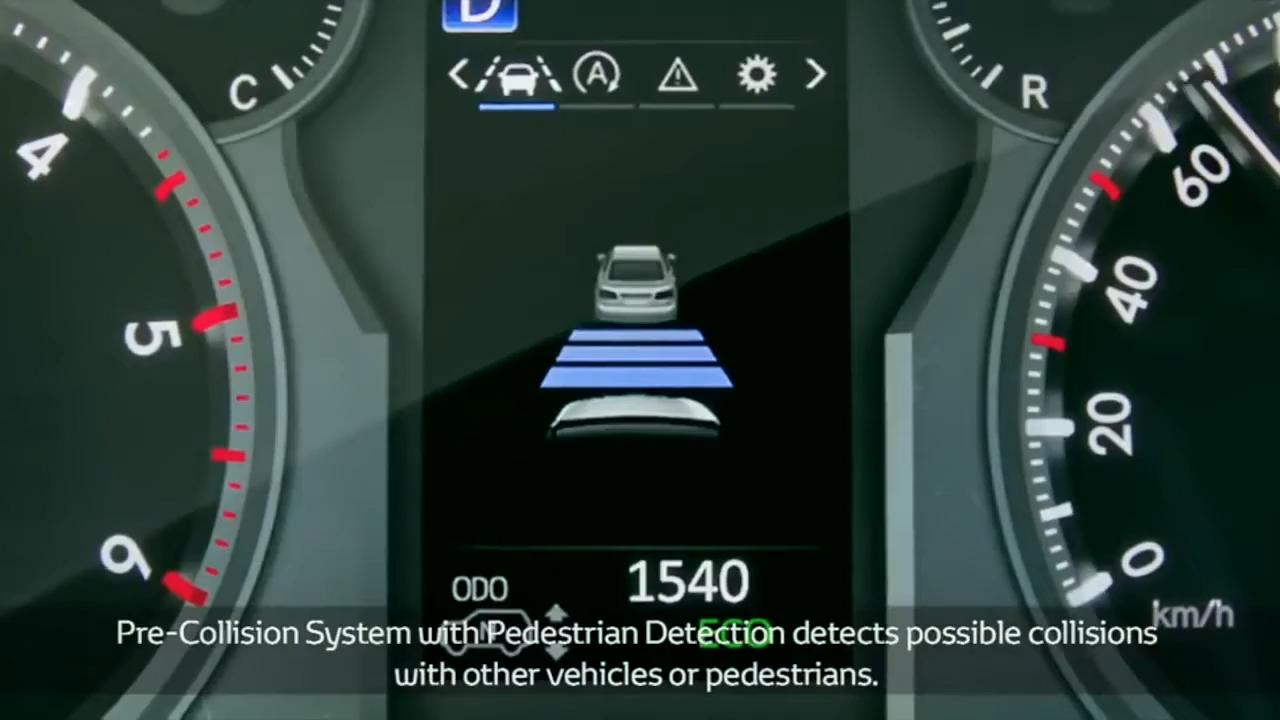 D
C
R
A
4
5
6
60
40
20
0
km/h
ODO
1540
N
ECO
Pre-Collision System with Pedestrian Detection detects possible collisions
with other vehicles or pedestrians.